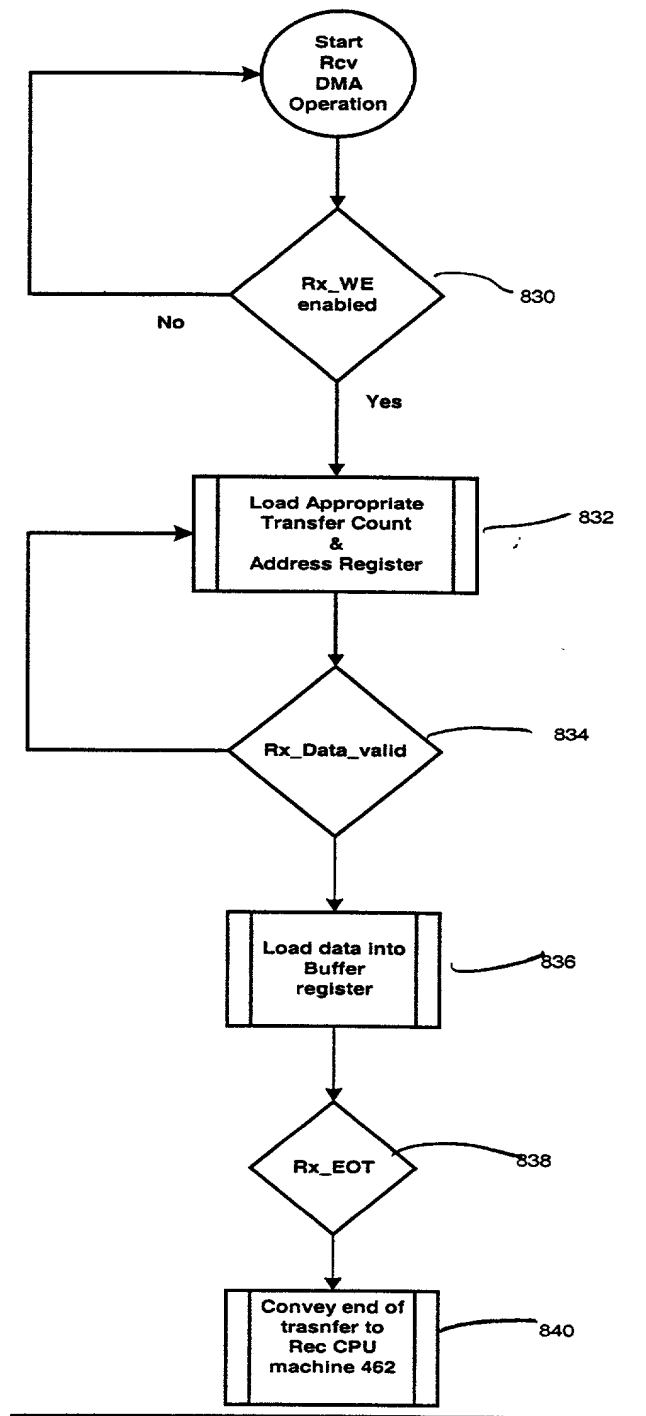 Start
Rcv
DMA
Operation
Rx_WE
enabled
830
No
Yes
Load Appropriate
Transfer Count
&
Address Register
832
Rx_Data_valid
834
Load data into
Buffer
register
836
Rx_EOT
838
Convey end of
trasnfer to
Rec CPU
machine 462
840